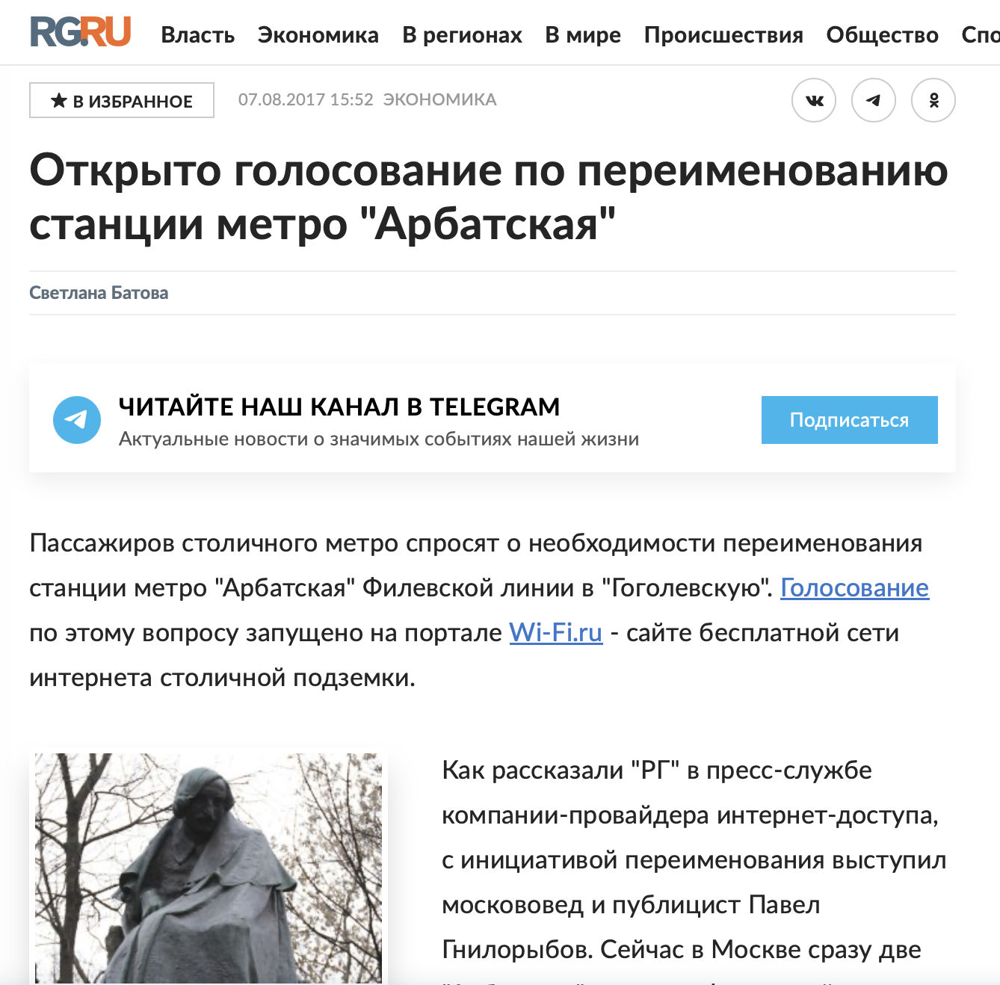 RGRU Власть Экономика В регионах В мире Происшествия Общество Спо
В ИЗБРАННОЕ 07.08.2017 15:52 ЭКОНОМИКА
Открыто голосование по переименованию
станции метро "Арбатская"
Светлана Батова
ЧИТАЙТЕ НАШ КАНАЛ В TELEGRAM
Актуальные новости о значимых событиях нашей жизни
Подписаться
Пассажиров столичного метро спросят о необходимости переименования
станции метро "Арбатская" Филевской линии в "Гоголевскую". Голосование
по этому вопросу запущено на портале Wi-Fi.ru - сайте бесплатной сети
интернета столичной подземки.
Как рассказали "РГ" в пресс-службе
компании-провайдера интернет-доступа,
с инициативой переименования выступил
москововед и публицист Павел
Гнилорыбов. Сейчас в Москве сразу две